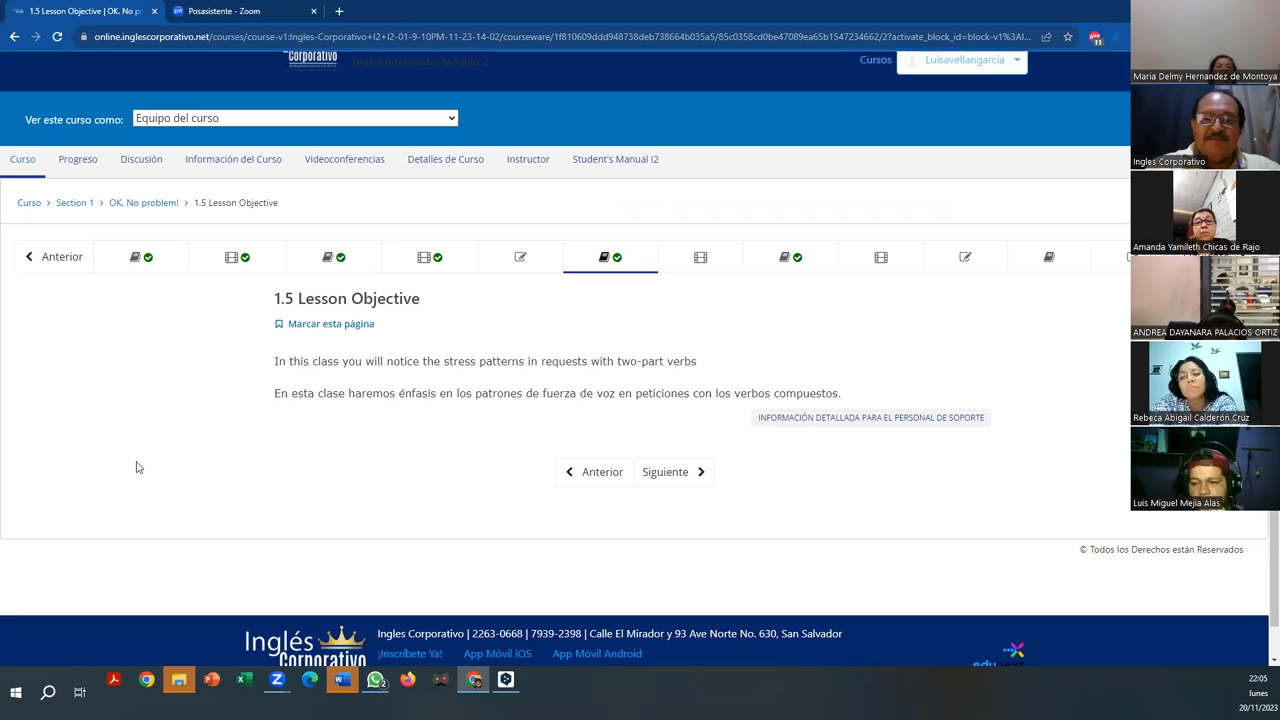 1.5 Lesson Objective | OK. No pr
Posasistente - Zoom
online.inglescorporativo.net/courses/course-v1:Ingles-Corporativo+I2+I2-01-9-10PM-11-23-14-02/courseware/1f810609ddd948738deb738664b035a5/85c0358cd0be47089ea65b1547234662/2?activate_block_id=block-v1%3AI...
11
Corporativo
Inglés Intermedio Módulo 2
Cursos
Luisavellangarcia
Maria Delmy Hernandez de Montoya
Ver este curso como:
Equipo del curso
Curso Progreso Discusión Información del Curso Videoconferencias Detalles de Curso Instructor Student's Manual I2
Ingles Corporativo
Curso > Section 1 > OK. No problem! > 1.5 Lesson Objective
Amanda Yamileth Chicas de Rajo
Anterior
1.5 Lesson Objective
Marcar esta página
ANDREA DAYANARA PALACIOS ORTIZ
In this class you will notice the stress patterns in requests with two-part verbs
En esta clase haremos énfasis en los patrones de fuerza de voz en peticiones con los verbos compuestos.
INFORMACIÓN DETALLADA PARA EL PERSONAL DE SOPORTE
Rebeca Abigail Calderón Cruz
Anterior Siguiente
Luis Miguel Mejia Alas
© Todos los Derechos están Reservados
Inglés
Corporativo
Ingles Corporativo | 2263-0668 | 7939-2398 | Calle El Mirador y 93 Ave Norte No. 630, San Salvador
¡Inscríbete Ya! App Móvil iOS App Móvil Android
edunext
2
22:05
lunes
20/11/2023